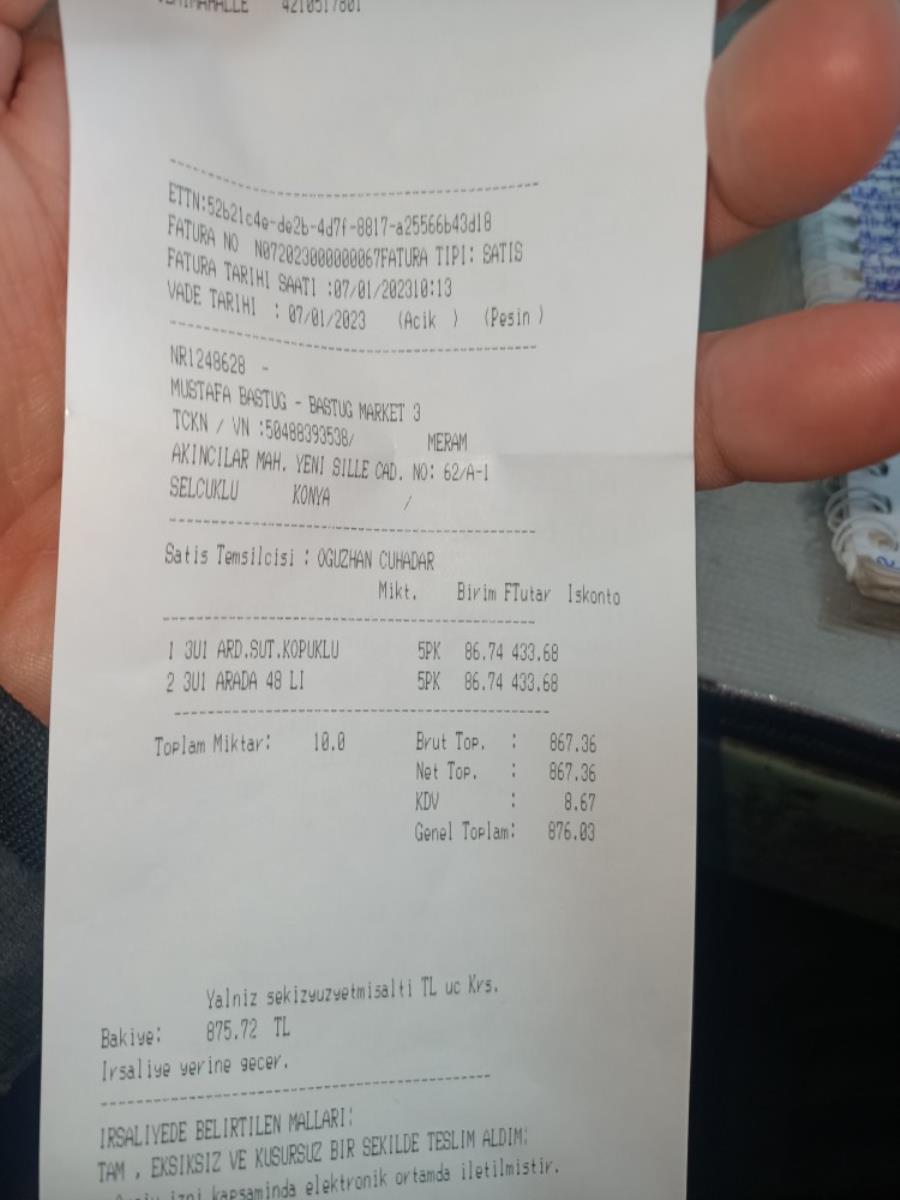 4210517801
ETTN:52b21c4e-de2b-4d7f-8817-a25566b43d18
FATURA NO N072023000000067FATURA TIPI: SATIS
FATURA TARIHI SAATI :07/01/202310:13
VADE TARIHI : 07/01/2023 (Acik ) (Pesin )
NR1248628 -
MUSTAFA BASTUG - BASTUG MARKET 3
TCKN / VN :50488393538/ MERAM
AKINCILAR MAH. YENI SILLE CAD. NO: 62/A-1
SELCUKLU KONYA /
Satis Temsilcisi : OGUZHAN CUHADAR
Mikt. Birim FTutar Iskonto
1 3U1 ARD.SUT.KOPUKLU 5PK 86.74 433.68
2 3U1 ARADA 48 LI 5PK 86.74 433.68
Toplam Miktar: 10.0 Brut Top. : 867.36
Net Top. : 867.36
KDV : 8.67
Genel Toplam: 876.03
Yalniz sekizyuzyetmisalti TL uc Krs.
Bakiye: 875.72 TL
Irsaliye yerine gecer.
IRSALIYEDE BELIRTILEN MALLARI:
TAM , EKSIKSIZ VE KUSURSUZ BIR SEKILDE TESLIM ALDIM:
izni kapsaminda elektronik ortamda iletilmistir.